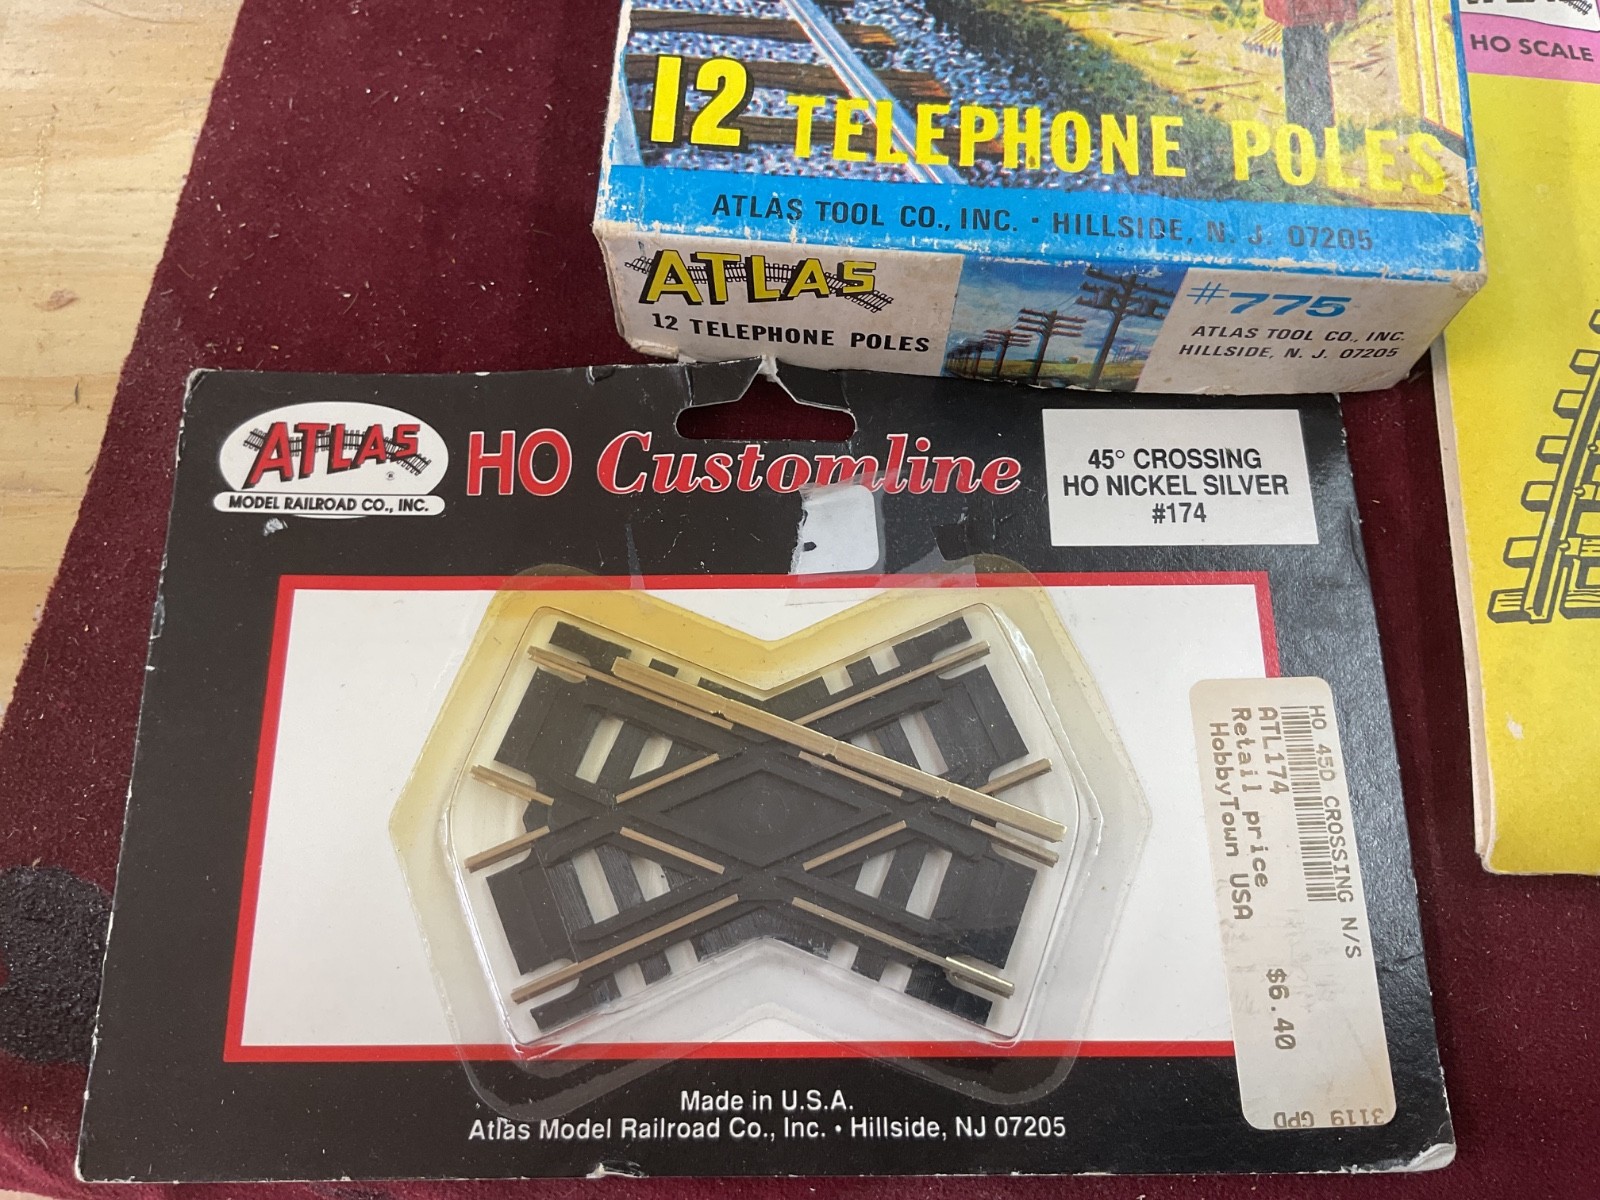 12 TELEPHONE POLES
ATLAS TOOL CO., INC. • HILLSIDE, N. J. 07205
ATLAS
12 TELEPHONE POLES
#775
ATLAS TOOL CO., INC.
HILLSIDE, N. J. 07205
HO SCALE
ATLAS®
MODEL RAILROAD CO., INC.
HO Customline
45° CROSSING
HO NICKEL SILVER
#174
HO 45D CROSSING N/S
ATL174
Retail price $6.40
HobbyTown USA
3119 GPD
Made in U.S.A.
Atlas Model Railroad Co., Inc. • Hillside, NJ 07205